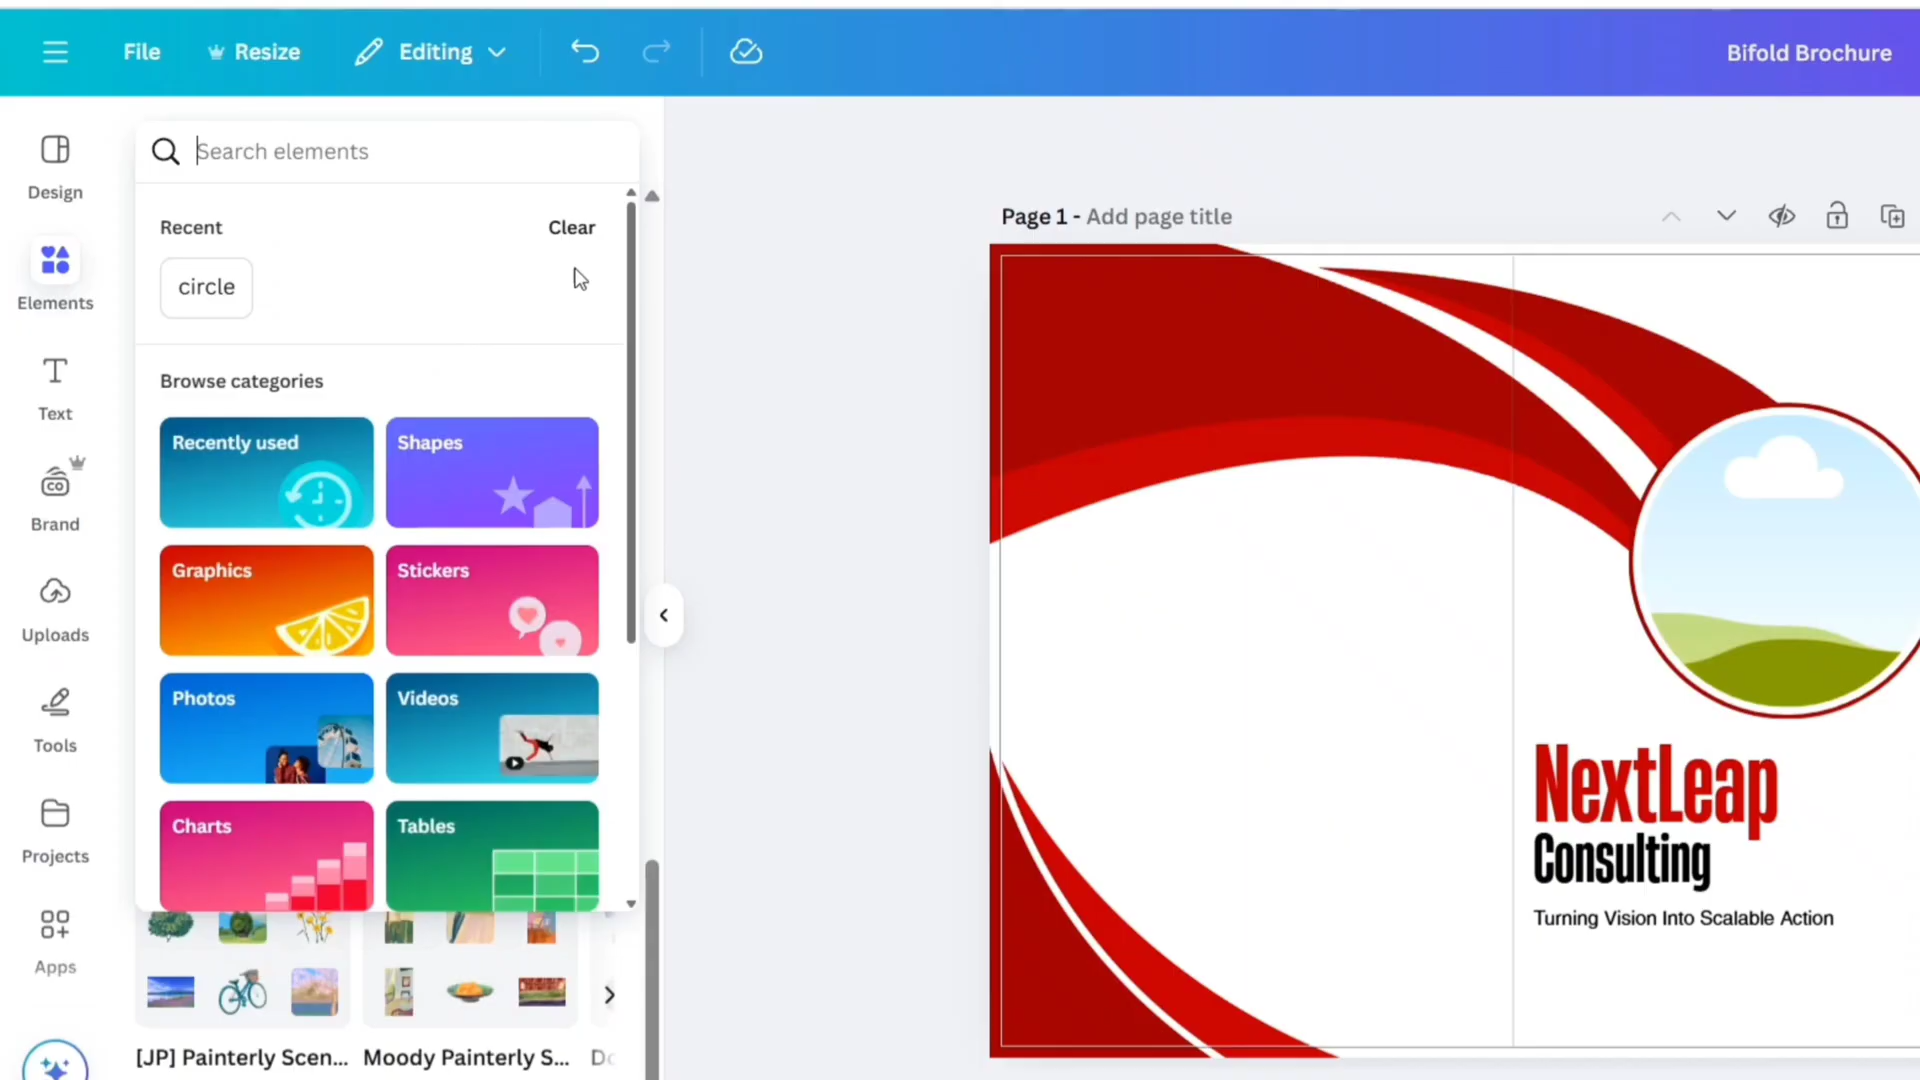 File
Resize
Editing
Bifold Brochure
Design
Elements
Text
Brand
Uploads
Tools
Projects
Apps
Search elements
Recent
Clear
circle
Browse categories
Recently used
Shapes
Graphics
Stickers
Photos
Videos
Charts
Tables
[JP] Painterly Scen...
Moody Painterly S...
Page 1 - Add page title
NextLeap
Consulting
Turning Vision Into Scalable Action